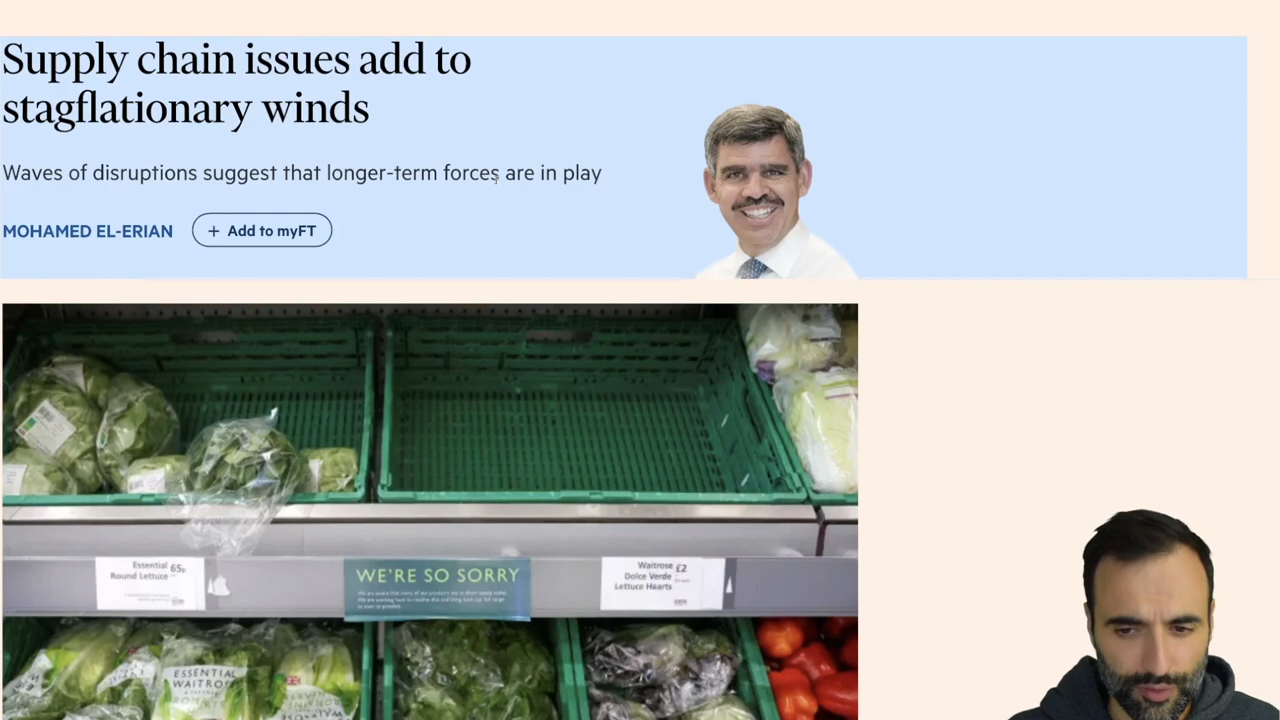 Supply chain issues add to
stagflationary winds
Waves of disruptions suggest that longer-term forces are in play
MOHAMED EL-ERIAN
+ Add to myFT
Essential
Round Lettuce
65p
WE'RE SO SORRY
Waitrose
Dolce Verde
Lettuce Hearts
£2
ESSENTIAL
WAITROSE